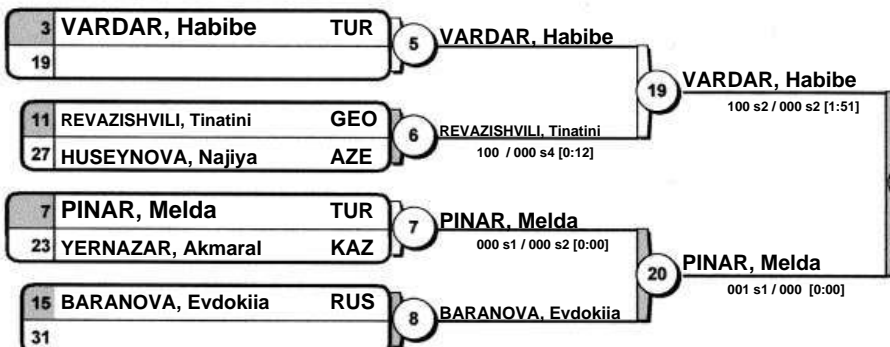 3 VARDAR, Habibe TUR
19
5
VARDAR, Habibe
11 REVAZISHVILI, Tinatini GEO
27 HUSEYNOVA, Najiya AZE
6
REVAZISHVILI, Tinatini
100 / 000 s4 [0:12]
19
VARDAR, Habibe
100 s2 / 000 s2 [1:51]
7 PINAR, Melda TUR
23 YERNAZAR, Akmaral KAZ
7
PINAR, Melda
000 s1 / 000 s2 [0:00]
15 BARANOVA, Evdokiia RUS
31
8
BARANOVA, Evdokiia
20
PINAR, Melda
001 s1 / 000 [0:00]